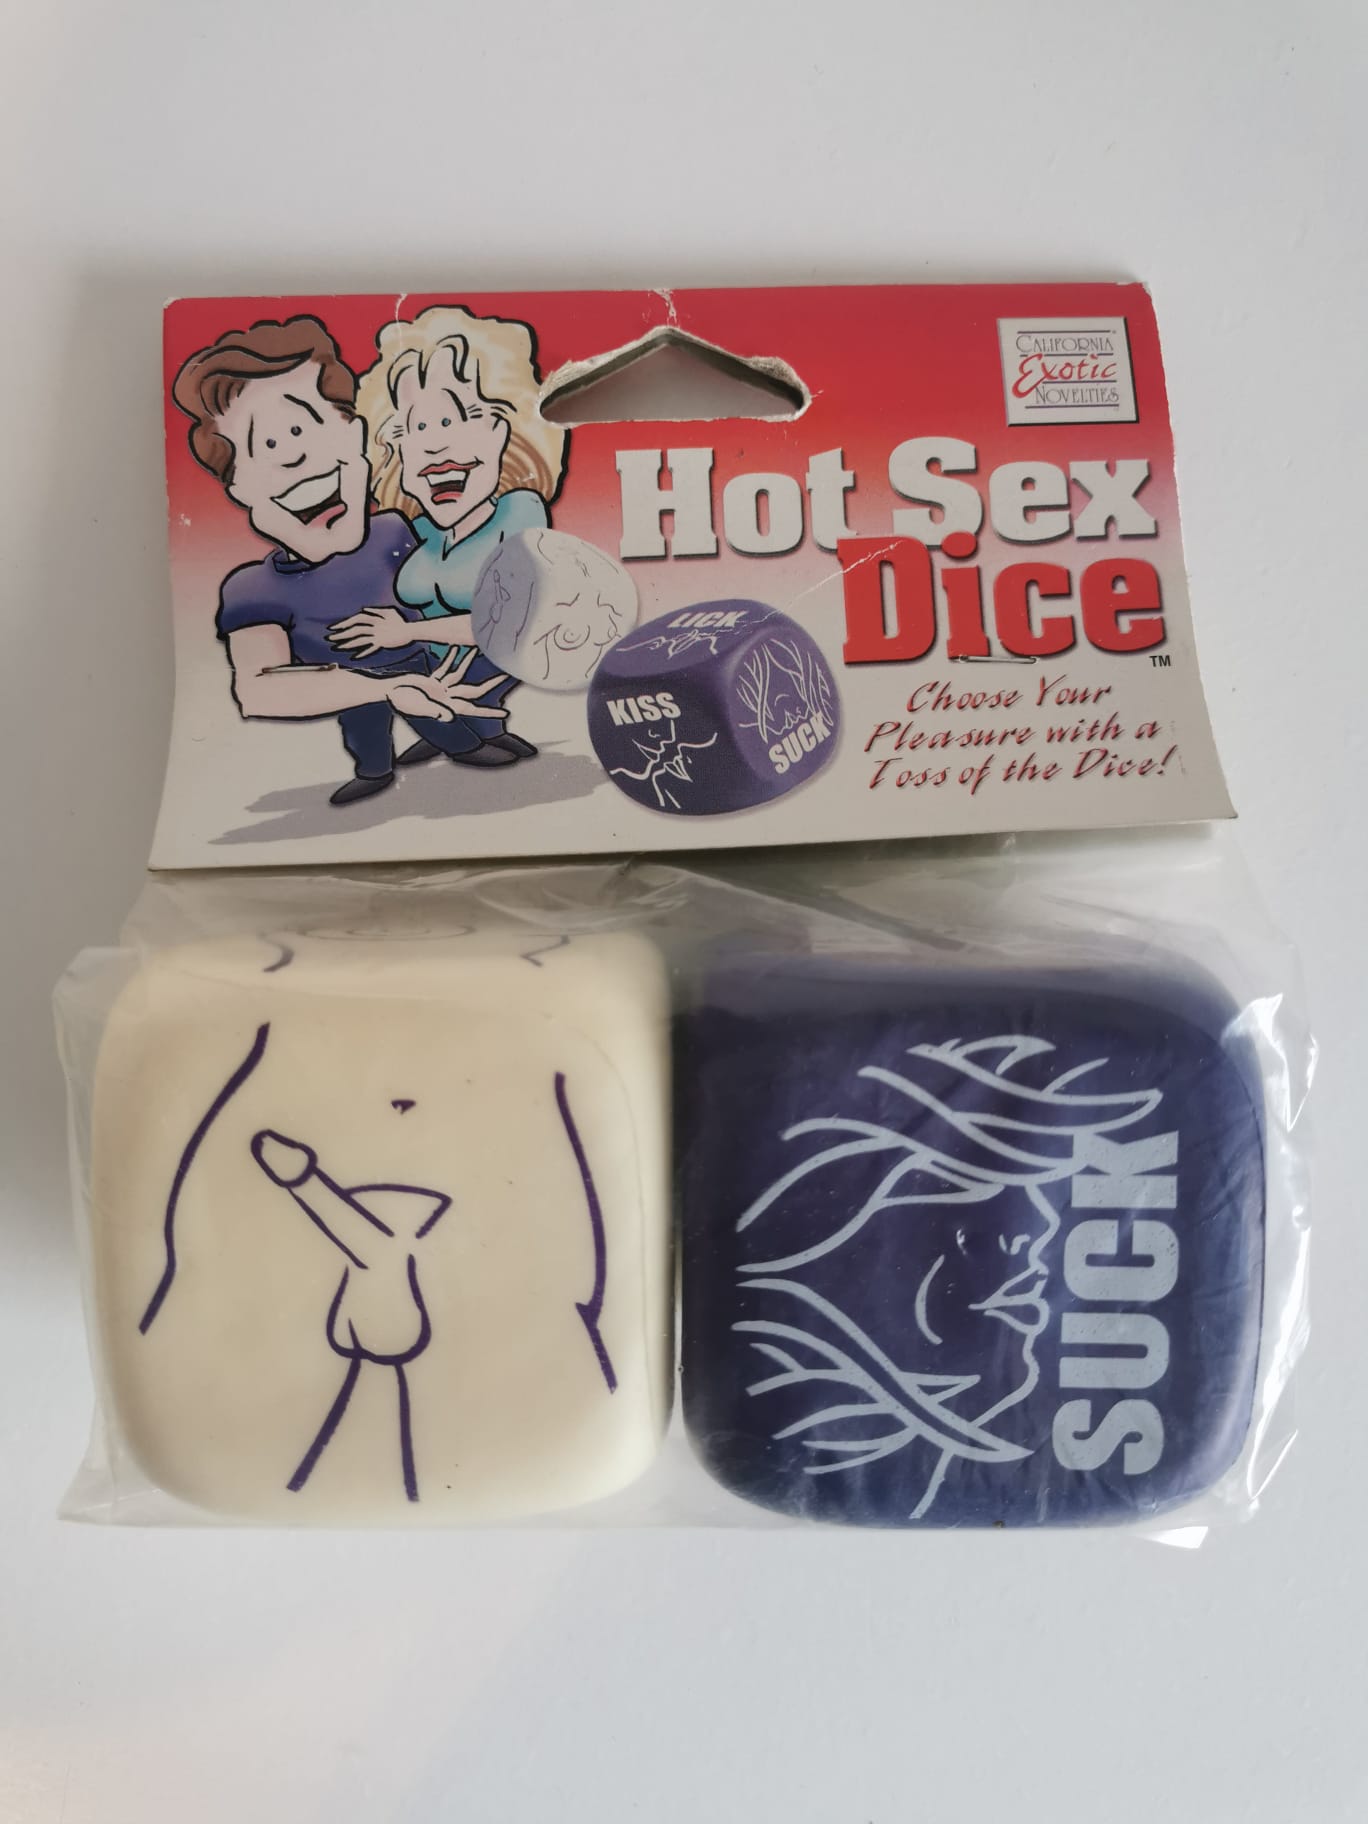 CALIFORNIA
Exotic
NOVELTIES
Hot Sex
Dice
TM
Choose Your
Pleasure with a
Toss of the Dice!
LICK
KISS
SUCK
SUCK